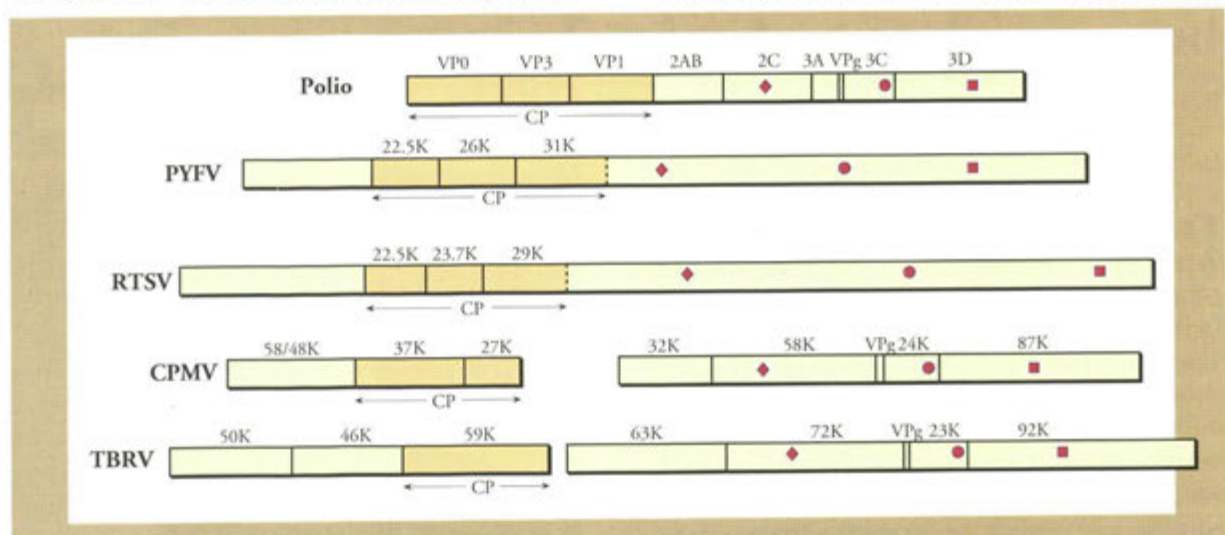 VP0 VP3 VP1 2AB 2C 3A VPg 3C 3D
Polio
CP
22.5K 26K 31K
PYFV
CP
22.5K 23.7K 29K
RTSV
CP
58/48K 37K 27K 32K 58K VPg 24K 87K
CPMV
CP
50K 46K 59K 63K 72K VPg 23K 92K
TBRV
CP